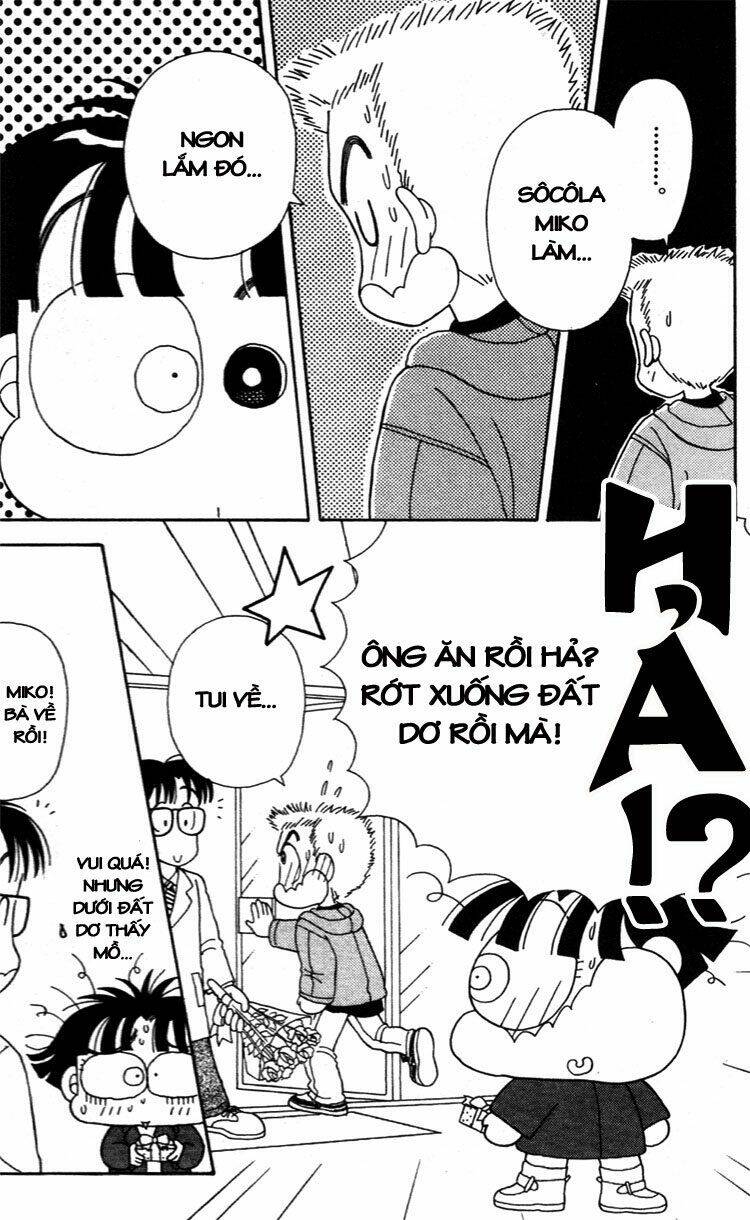 .......
SÔCÔLA
MIKO
LÀM...
NGON
LẮM ĐÓ...
HẢ!?
ÔNG ĂN RỒI HẢ?
RỚT XUỐNG ĐẤT
DƠ RỒI MÀ!
TUI VỀ...
MIKO!
BÀ VỀ
RỒI!
VUI QUÁ!
NHƯNG
DƯỚI ĐẤT
DƠ THẤY
MỒ...